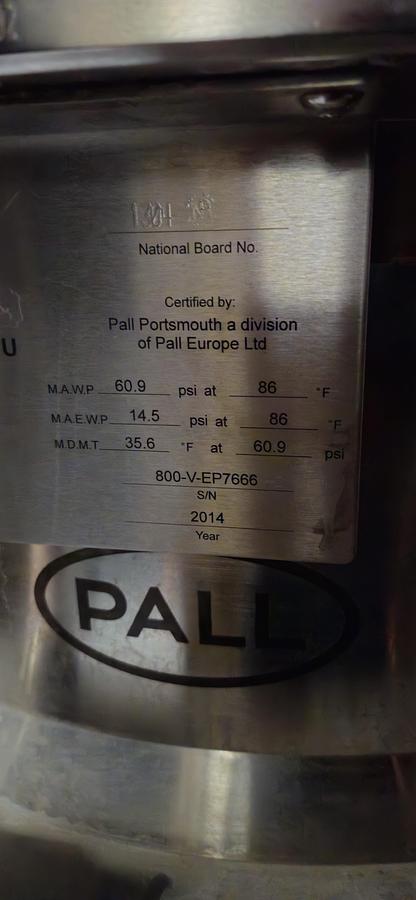 National Board No.
Certified by:
Pall Portsmouth a division
of Pall Europe Ltd
U
M.A.W.P 60.9 psi at 86 °F
M.A.E.W.P 14.5 psi at 86 °F
M.D.M.T. 35.6 °F at 60.9 psi
800-V-EP7666
S/N
2014
Year
PALL